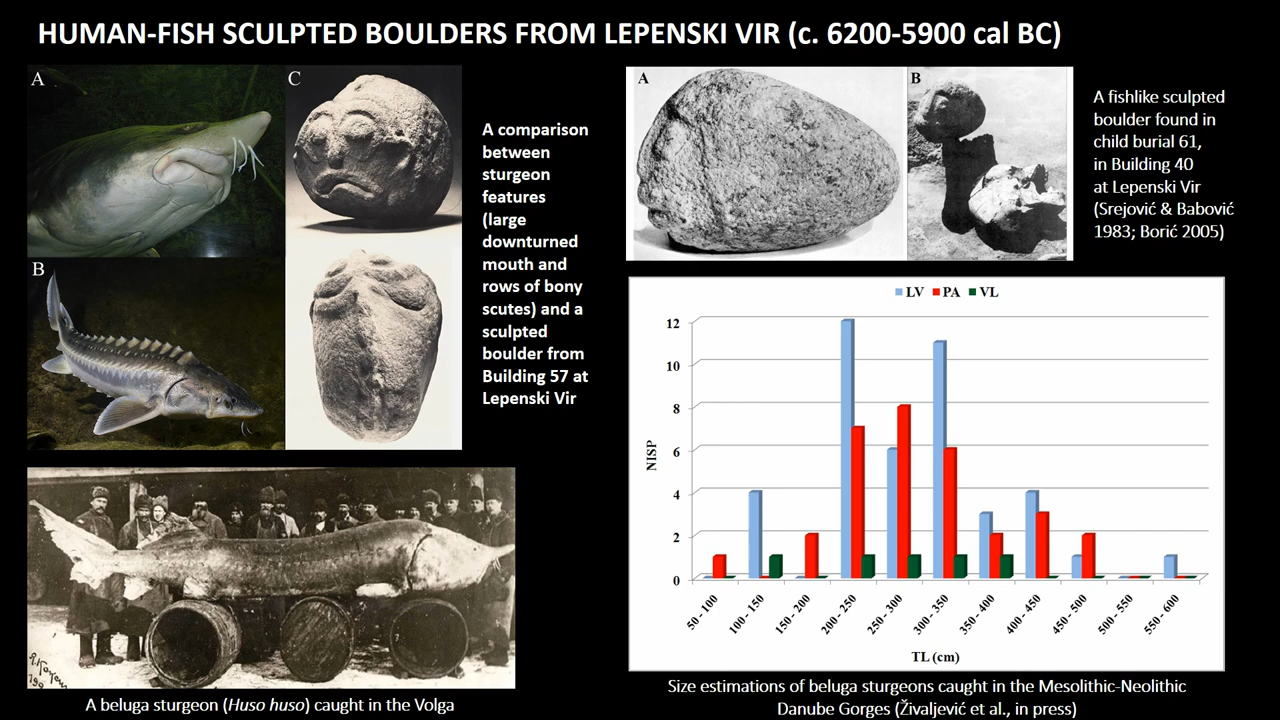 HUMAN-FISH SCULPTED BOULDERS FROM LEPENSKI VIR (c. 6200-5900 cal BC)
A
B
C
A comparison
between
sturgeon
features
(large
downturned
mouth and
rows of bony
scutes) and a
sculpted
boulder from
Building 57 at
Lepenski Vir
A beluga sturgeon (Huso huso) caught in the Volga
A
B
A fishlike sculpted
boulder found in
child burial 61,
in Building 40
at Lepenski Vir
(Srejović & Babović
1983; Borić 2005)
LV PA VL
12
10
8
6
4
2
0
NISP
50 - 100
100 - 150
150 - 200
200 - 250
250 - 300
300 - 350
350 - 400
400 - 450
450 - 500
500 - 550
550 - 600
TL (cm)
Size estimations of beluga sturgeons caught in the Mesolithic-Neolithic
Danube Gorges (Živaljević et al., in press)